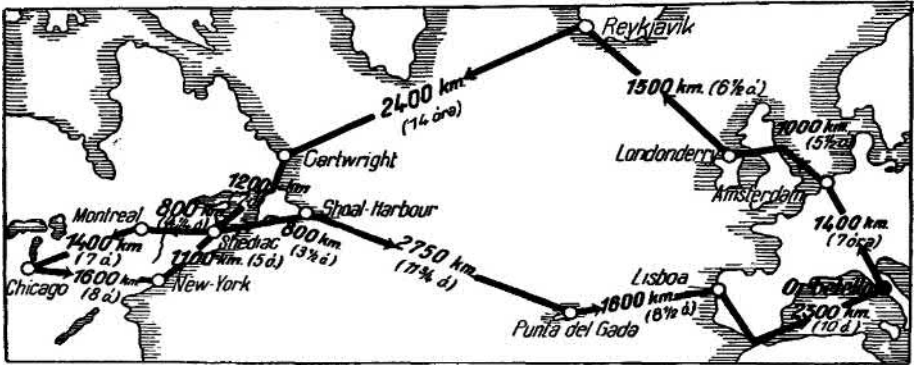 Reykjavik
2400 km.
(14 óra)
1500 km. (6½ á)
1000 km.
(5½ á)
Cartwright
Londonderry
Amsterdam
1200 km
Montreal
800 km.
Shoal-Harbour
Shediac
800 km.
(3½ á)
1400 km
(7 á)
1400 km
(7 óra)
1100 km. (5 á)
2750 km.
(11¾ á)
Chicago
1600 km
(8 á)
New-York
Lisboa
1600 km.
(8½ á)
Punta del Gada
2300 km.
(10 á)